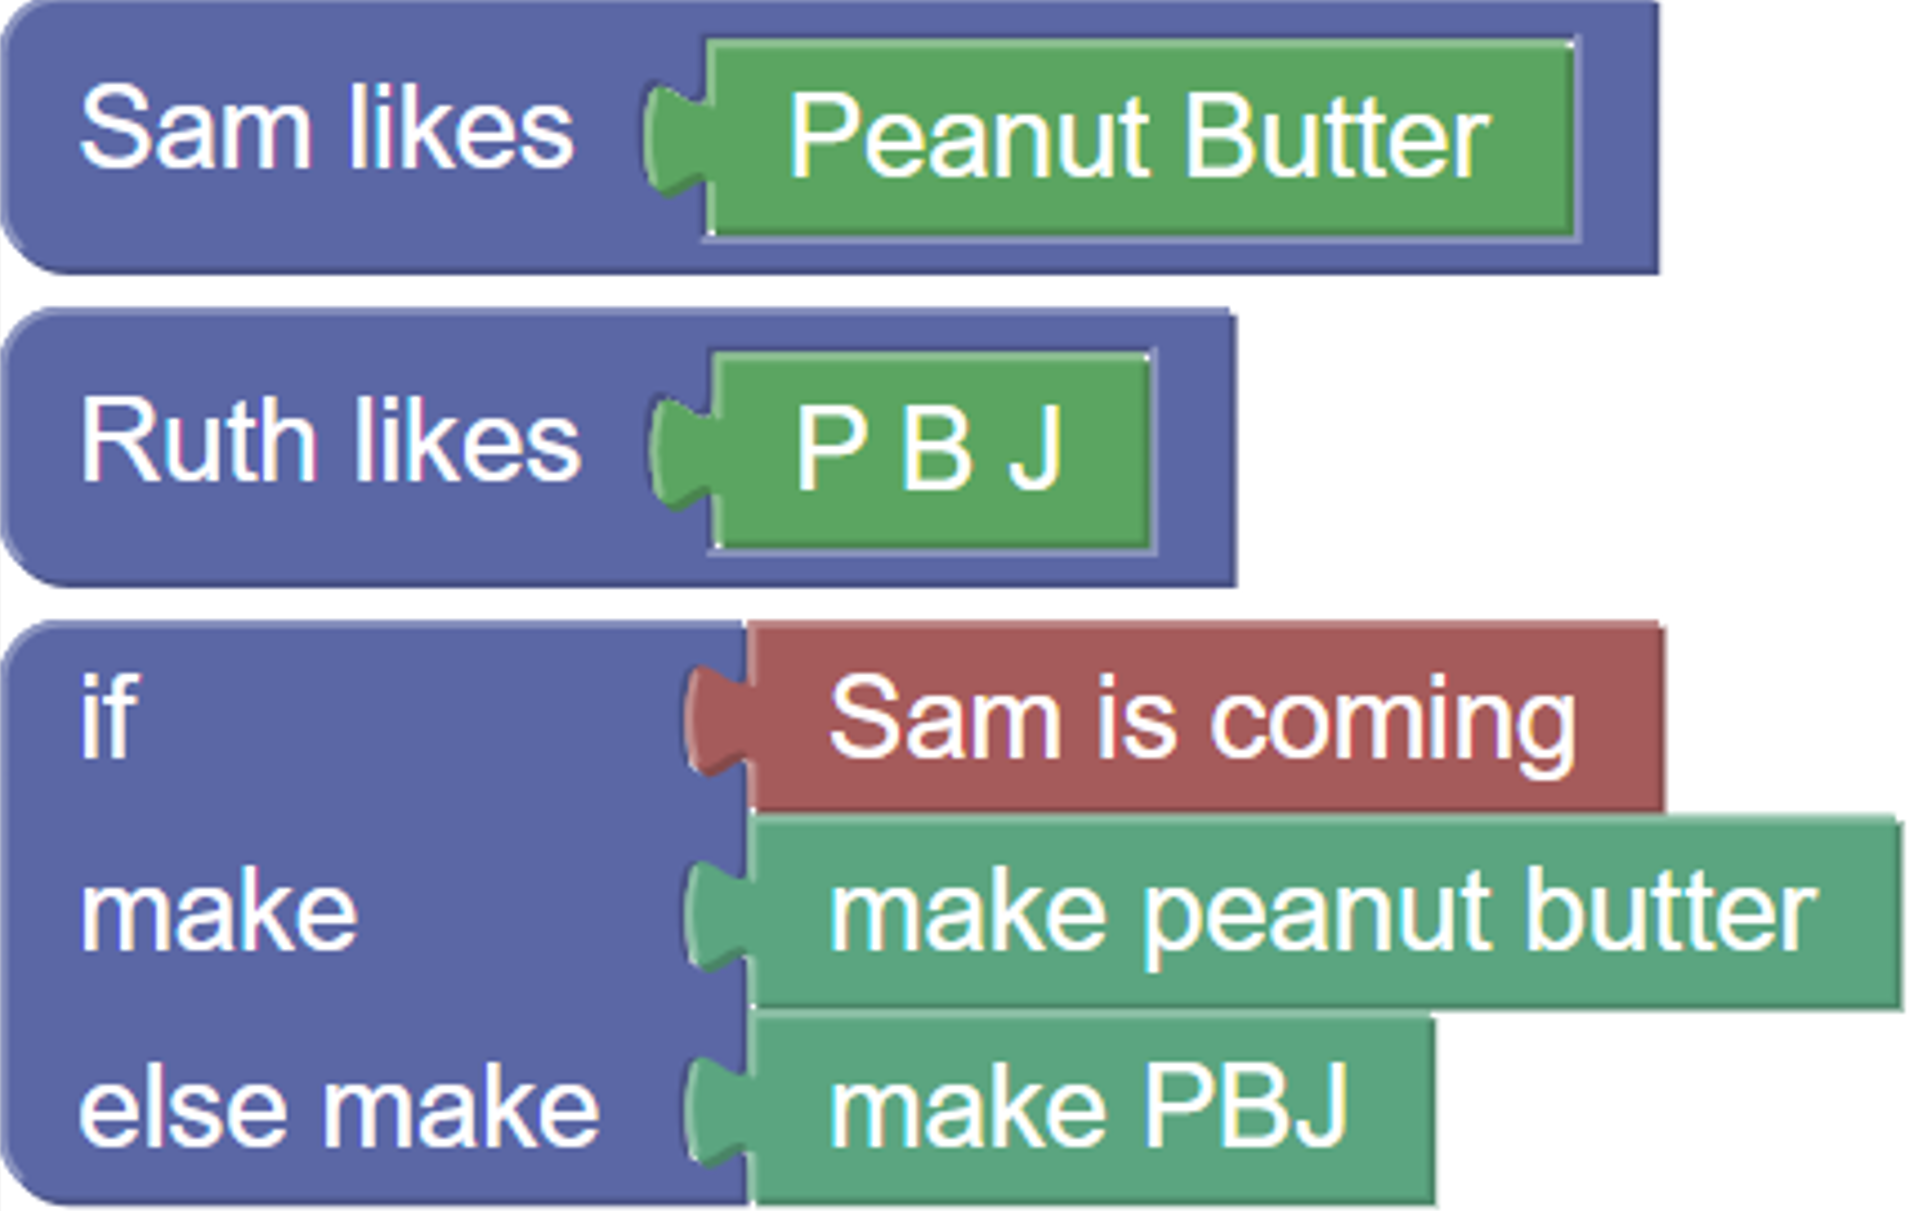 Sam likes Peanut Butter
Ruth likes P B J
if Sam is coming
make make peanut butter
else make make PBJ